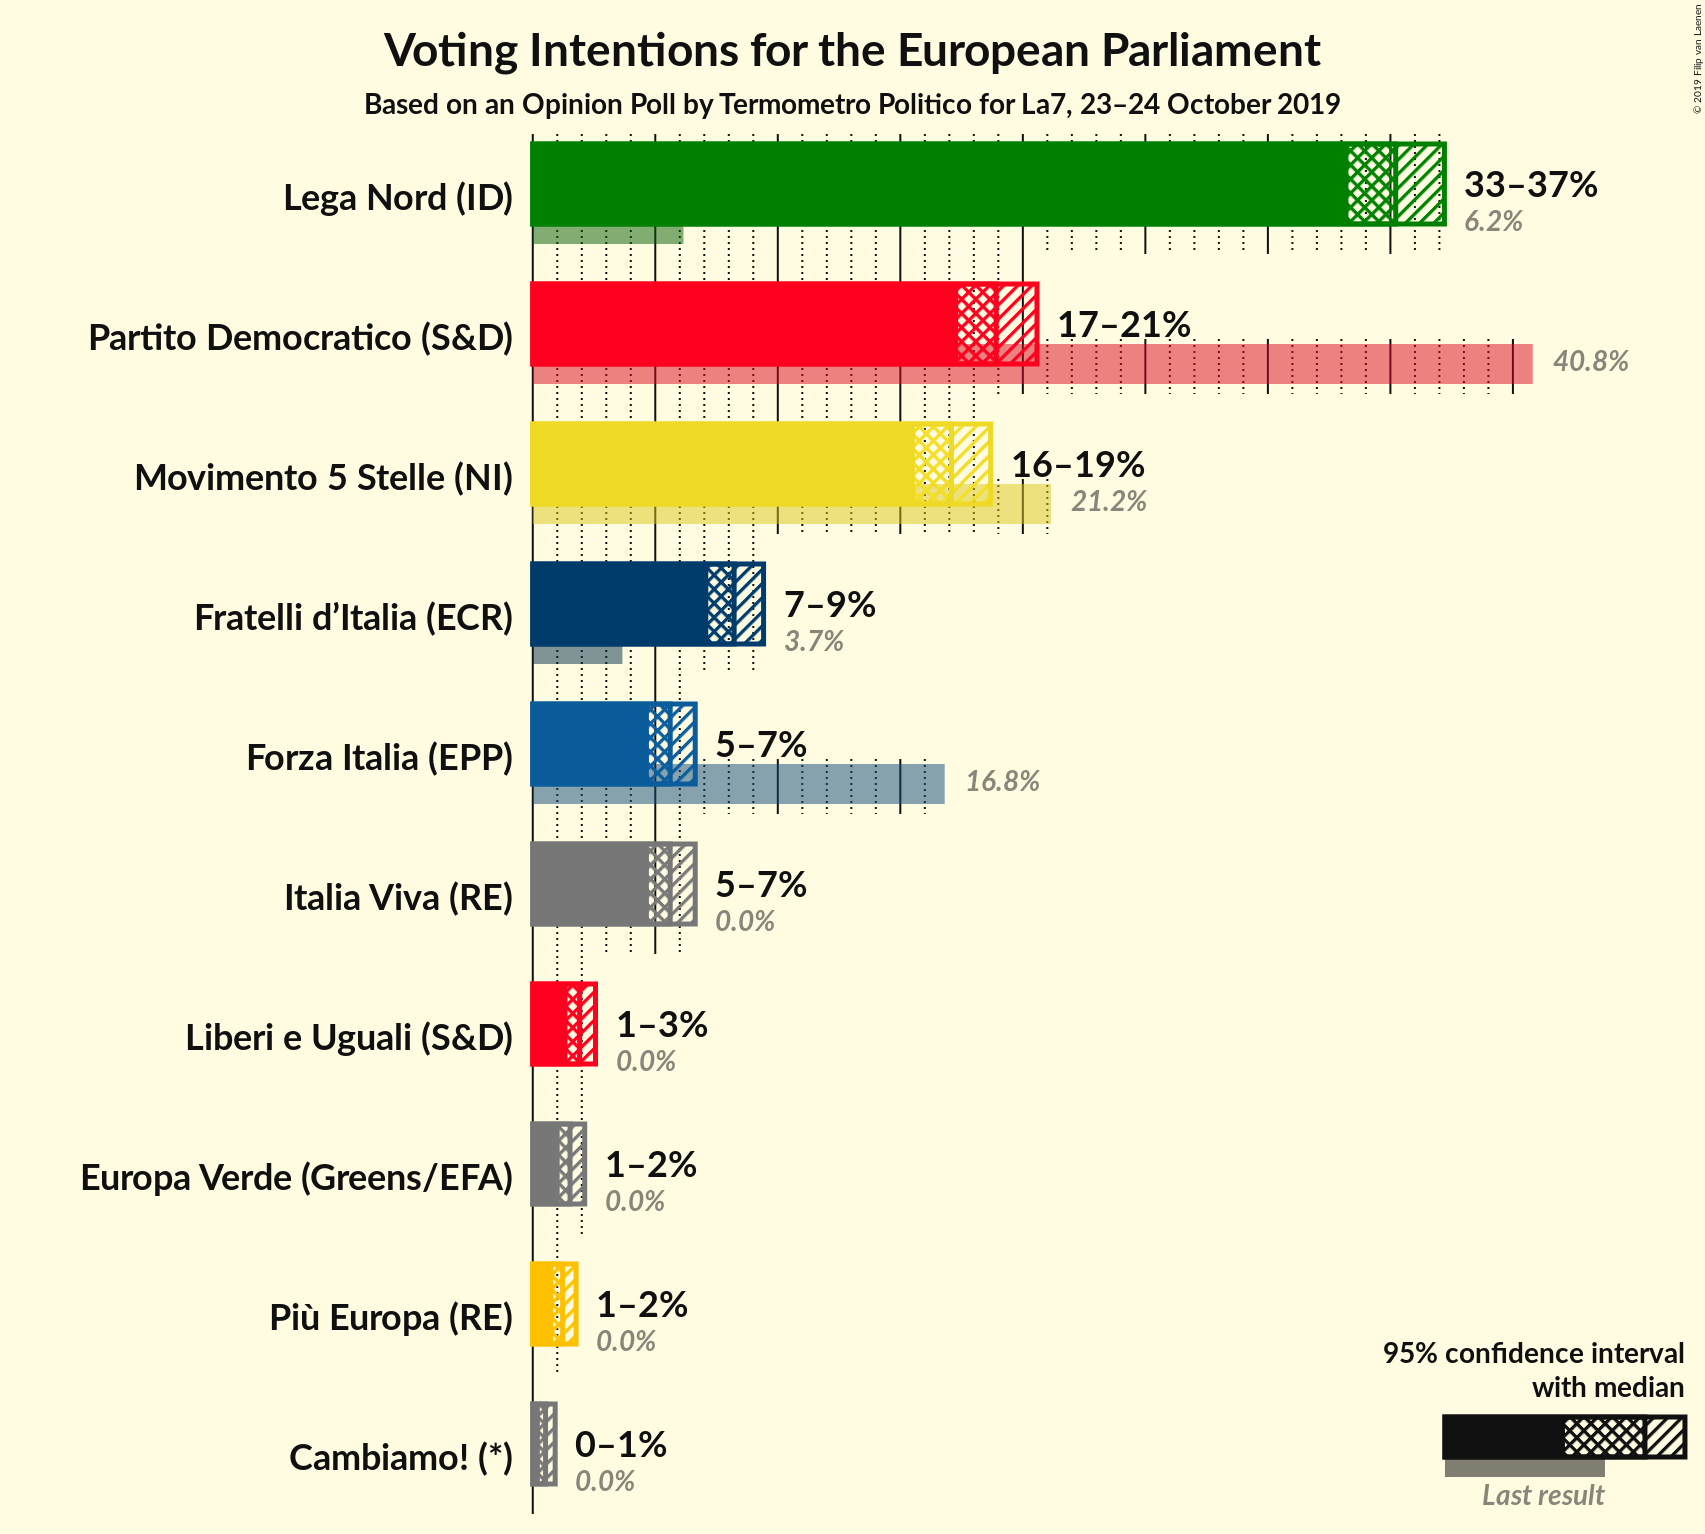 Voting Intentions for the European Parliament
Based on an Opinion Poll by Termometro Politico for La7, 23–24 October 2019
© 2019 Filip van Laenen
Lega Nord (ID)
33–37%
6.2%
Partito Democratico (S&D)
17–21%
40.8%
Movimento 5 Stelle (NI)
16–19%
21.2%
Fratelli d’Italia (ECR)
7–9%
3.7%
Forza Italia (EPP)
5–7%
16.8%
Italia Viva (RE)
5–7%
0.0%
Liberi e Uguali (S&D)
1–3%
0.0%
Europa Verde (Greens/EFA)
1–2%
0.0%
Più Europa (RE)
1–2%
0.0%
Cambiamo! (*)
0–1%
0.0%
95% confidence interval
with median
Last result